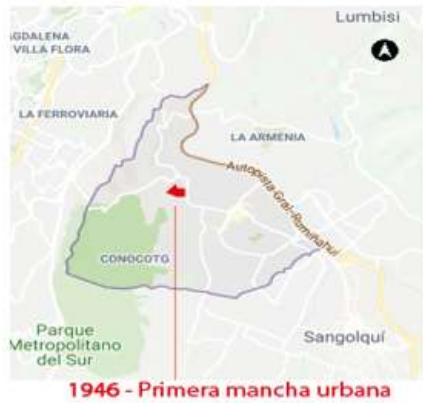 Lumbisi
AGDALENA
VILLA FLORA
LA FERROVIARIA
LA ARMENIA
Autopista Gral-Rumiñahui
CONOCOTO
Parque
Metropolitano
del Sur
Sangolquí
1946 - Primera mancha urbana